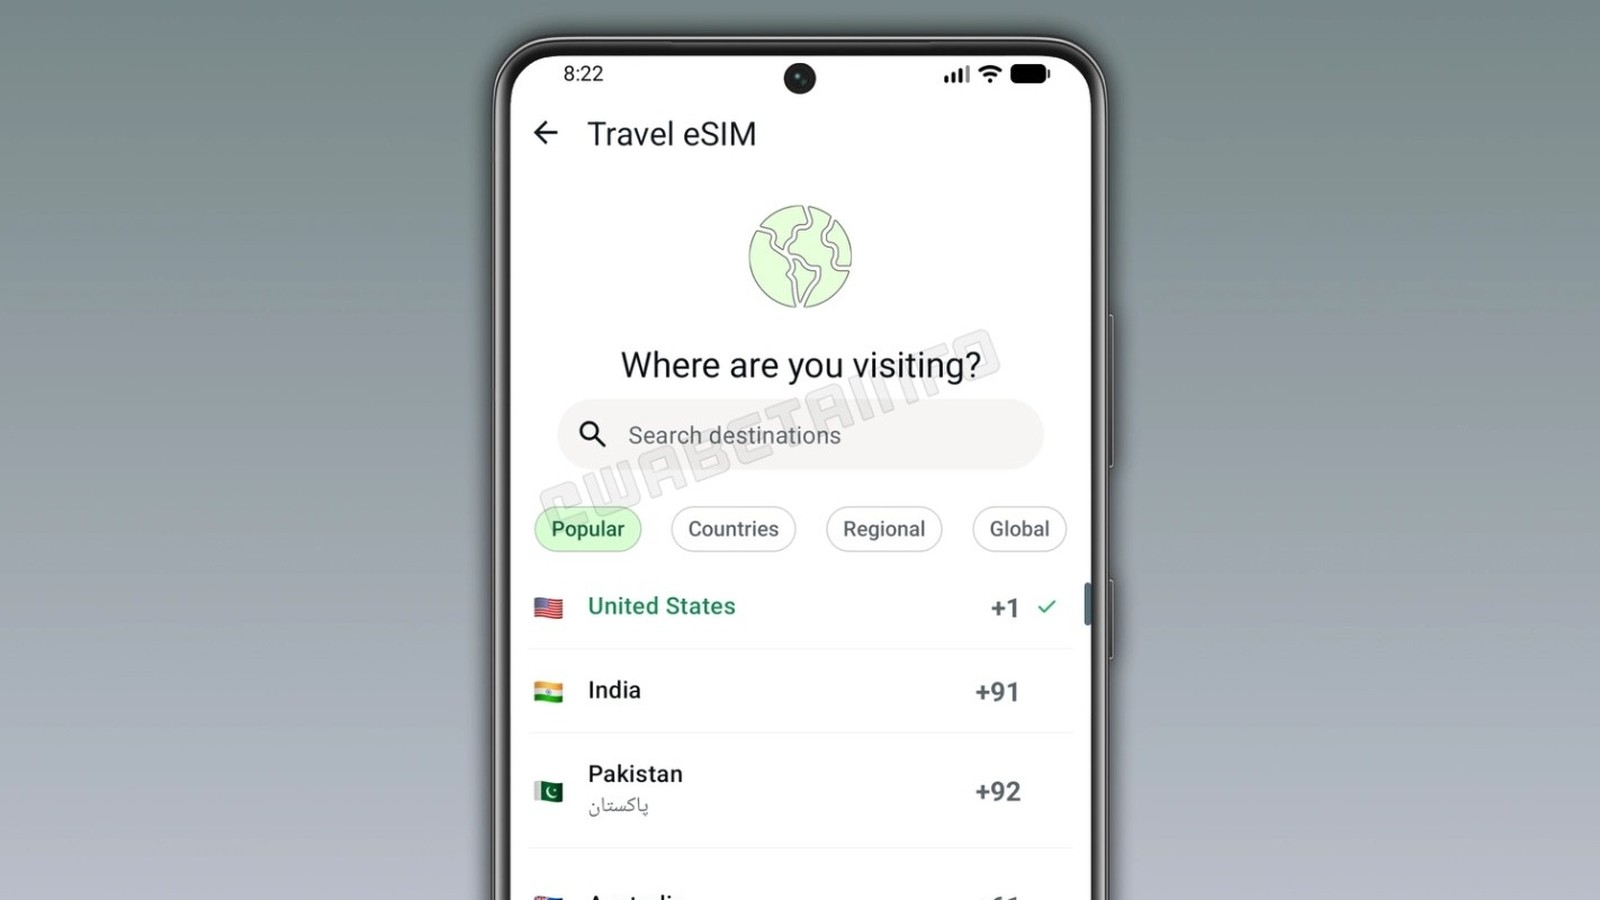 8:22
Travel eSIM
Where are you visiting?
Search destinations
CWABETAINFO
Popular Countries Regional Global
United States +1
India +91
Pakistan +92
پاکستان